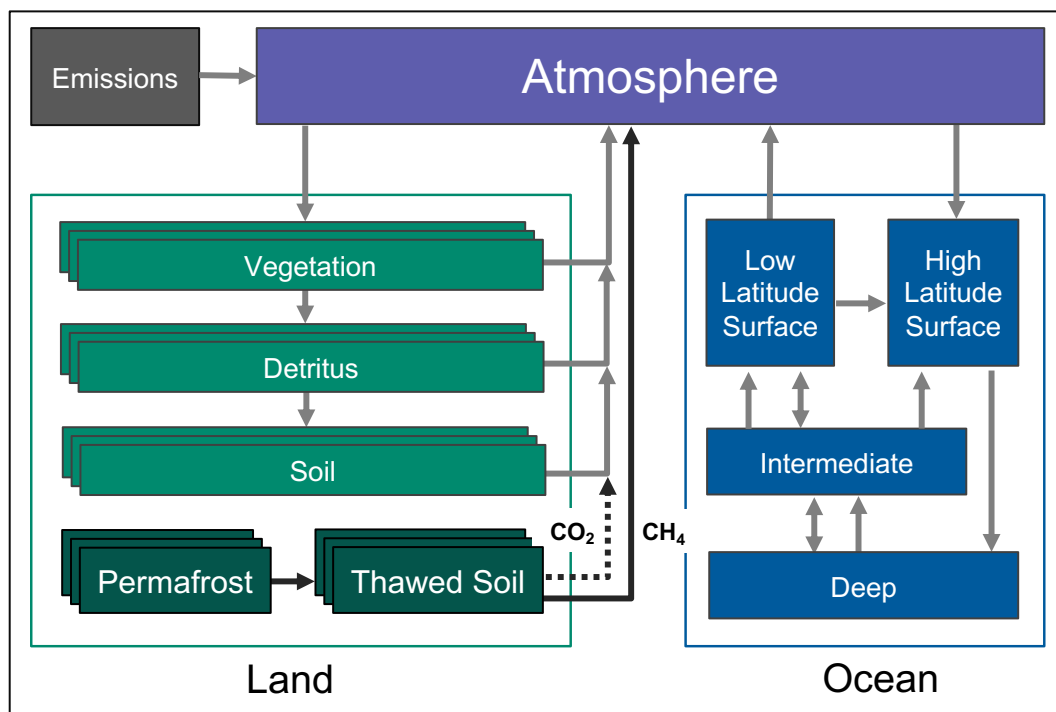 Emissions
Atmosphere
Vegetation
Detritus
Soil
CO₂
CH₄
Permafrost
Thawed Soil
Land
Low
Latitude
Surface
High
Latitude
Surface
Intermediate
Deep
Ocean